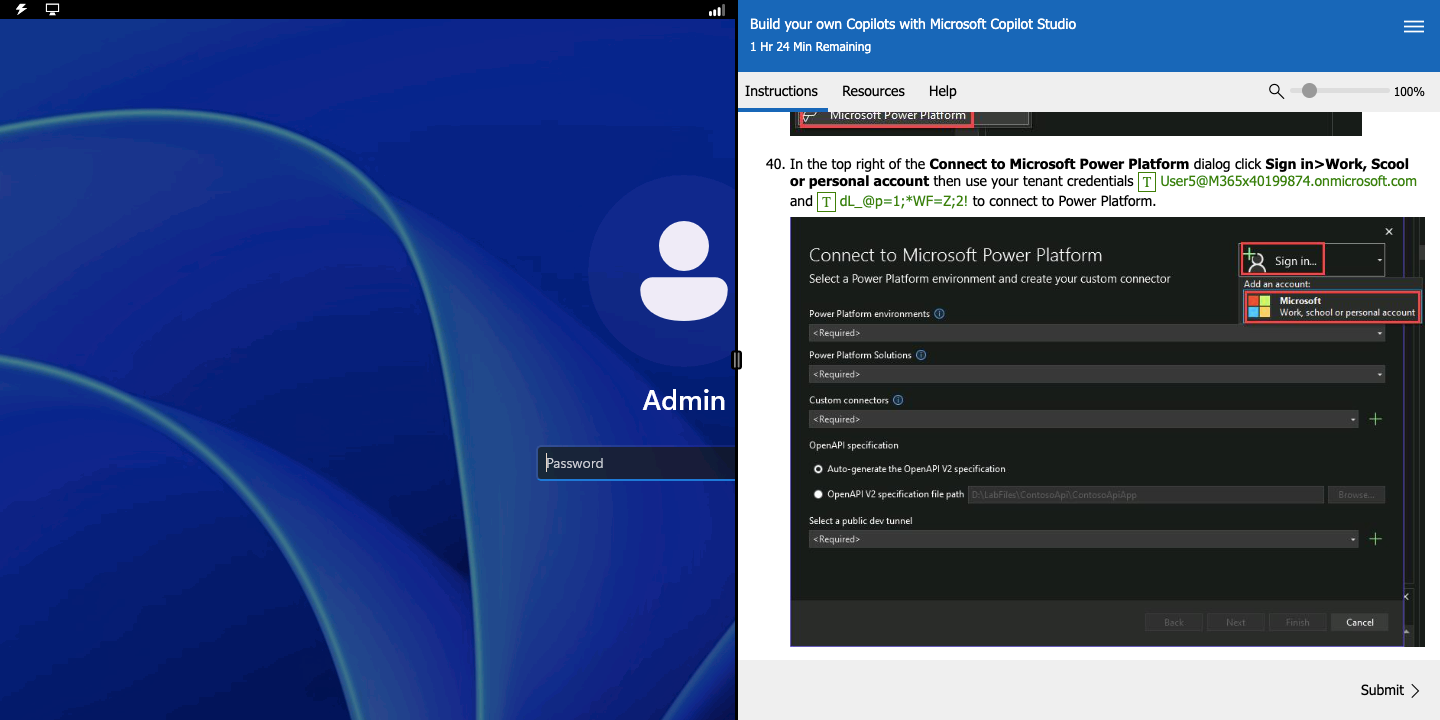 Admin
Password
Build your own Copilots with Microsoft Copilot Studio
1 Hr 24 Min Remaining
Instructions
Resources
Help
100%
Microsoft Power Platform
40. In the top right of the Connect to Microsoft Power Platform dialog click Sign in>Work, Scool
or personal account then use your tenant credentials T User5@M365x40199874.onmicrosoft.com
and T dL_@p=1;*WF=Z;2! to connect to Power Platform.
Connect to Microsoft Power Platform
Sign in...
Select a Power Platform environment and create your custom connector
Add an account:
Microsoft
Work, school or personal account
Power Platform environments
<Required>
Power Platform Solutions
<Required>
Custom connectors
<Required>
OpenAPI specification
Auto-generate the OpenAPI V2 specification
OpenAPI V2 specification file path
D:\LabFiles\ContosoApi\ContosoApiApp
Browse...
Select a public dev tunnel
<Required>
Back
Next
Finish
Cancel
Submit